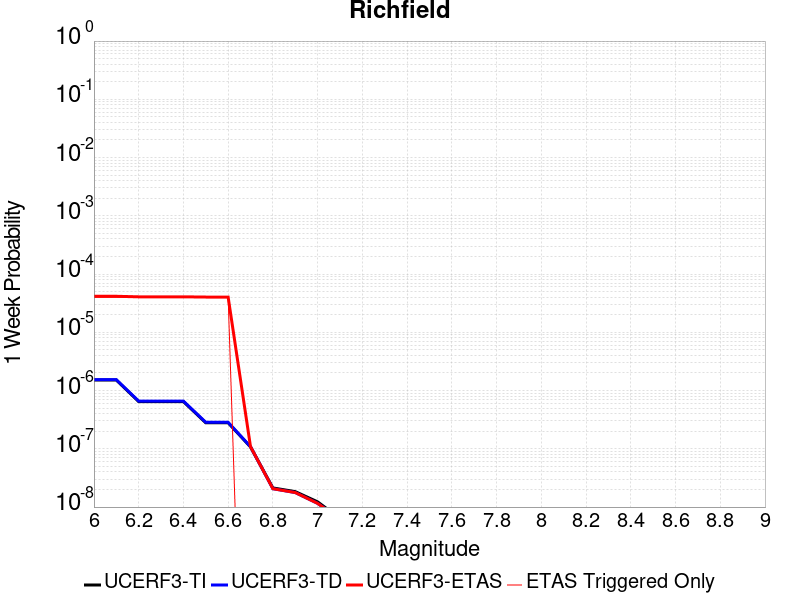 Richfield
10 0
10 -1
10 -2
10 -3
10 -4
10 -5
10 -6
10 -7
10 -8
1 Week Probability
6 6.2 6.4 6.6 6.8 7 7.2 7.4 7.6 7.8 8 8.2 8.4 8.6 8.8 9
Magnitude
UCERF3-TI UCERF3-TD UCERF3-ETAS ETAS Triggered Only